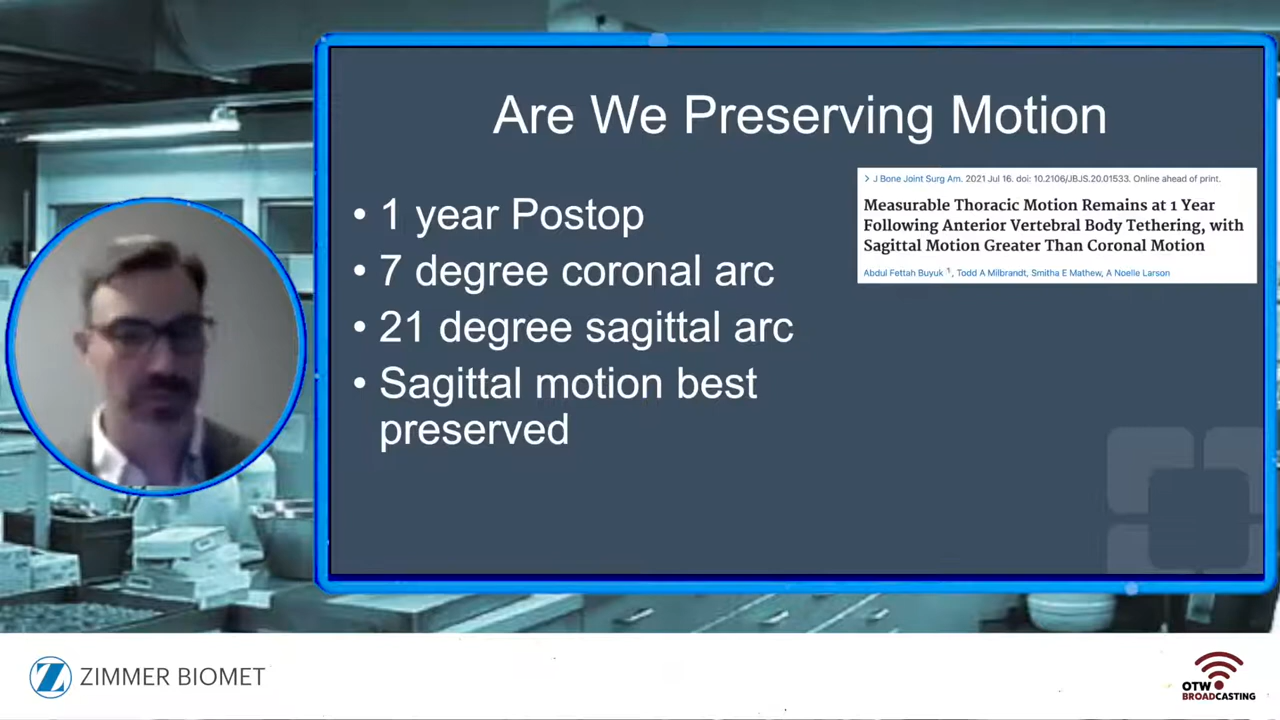 Are We Preserving Motion
• 1 year Postop
• 7 degree coronal arc
• 21 degree sagittal arc
• Sagittal motion best
preserved
> J Bone Joint Surg Am. 2021 Jul 16. doi: 10.2106/JBJS.20.01533. Online ahead of print.
Measurable Thoracic Motion Remains at 1 Year
Following Anterior Vertebral Body Tethering, with
Sagittal Motion Greater Than Coronal Motion
Abdul Fettah Buyuk 1, Todd A Milbrandt, Smitha E Mathew, A Noelle Larson
Z ZIMMER BIOMET
OTW
BROADCASTING